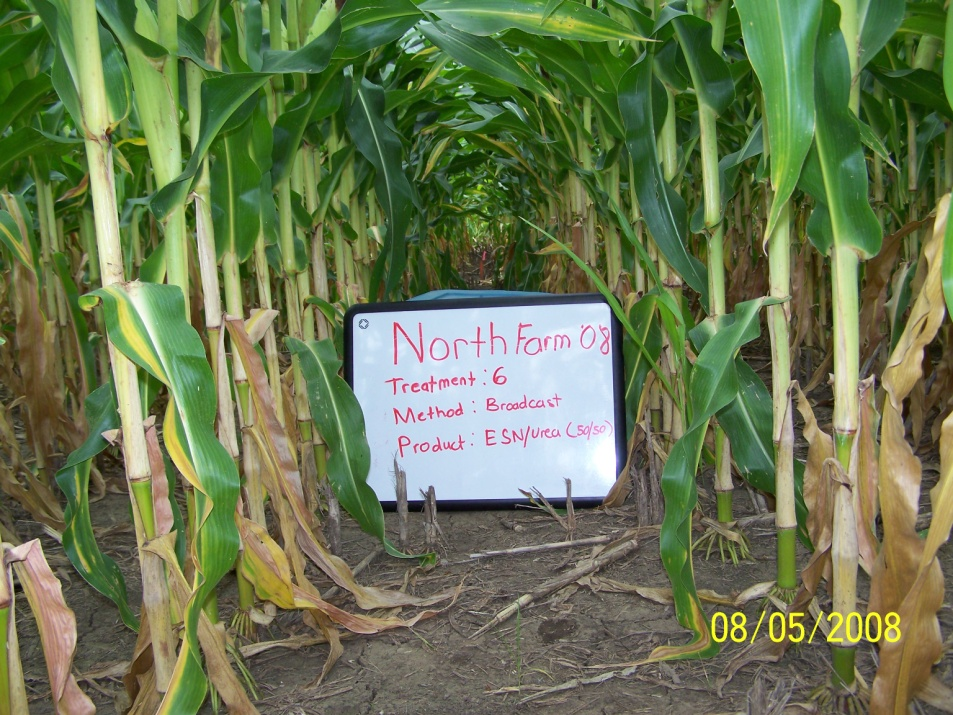 North Farm '08
Treatment: 6
Method: Broadcast
Product: ESN/Urea (50/50)
08/05/2008